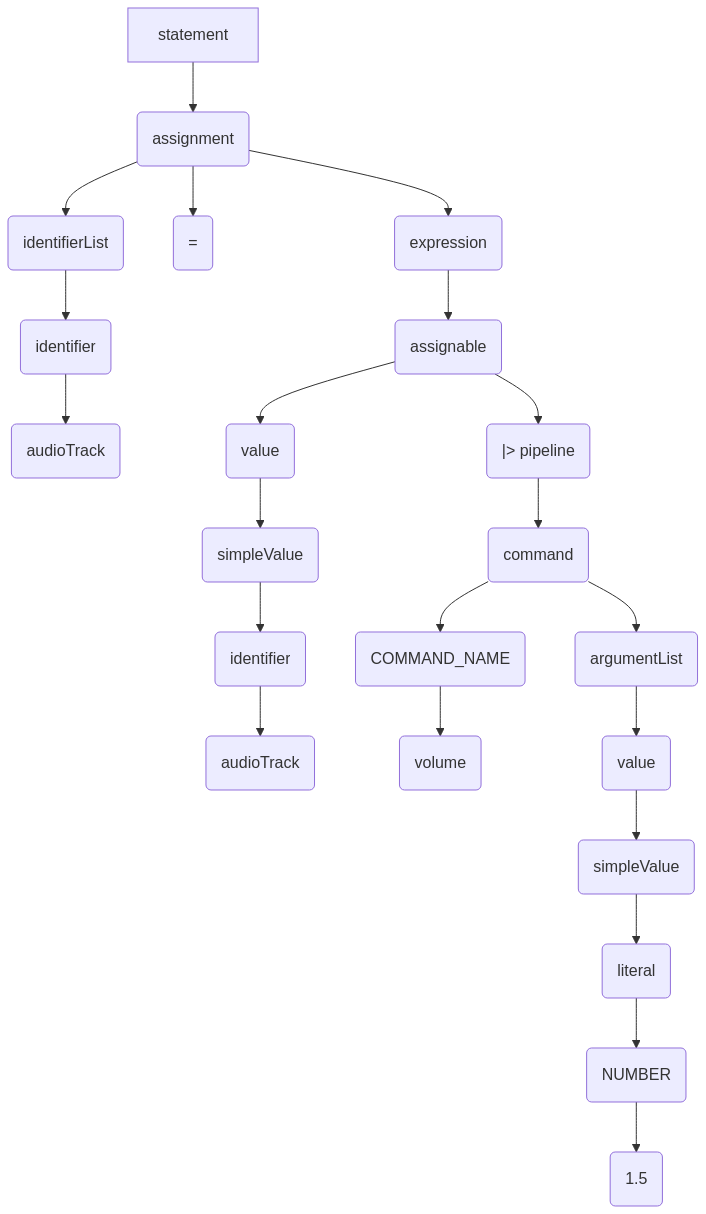 statement
assignment
identifierList
=
expression
identifier
assignable
audioTrack
value
|> pipeline
simpleValue
command
identifier
COMMAND_NAME
argumentList
audioTrack
volume
value
simpleValue
literal
NUMBER
1.5